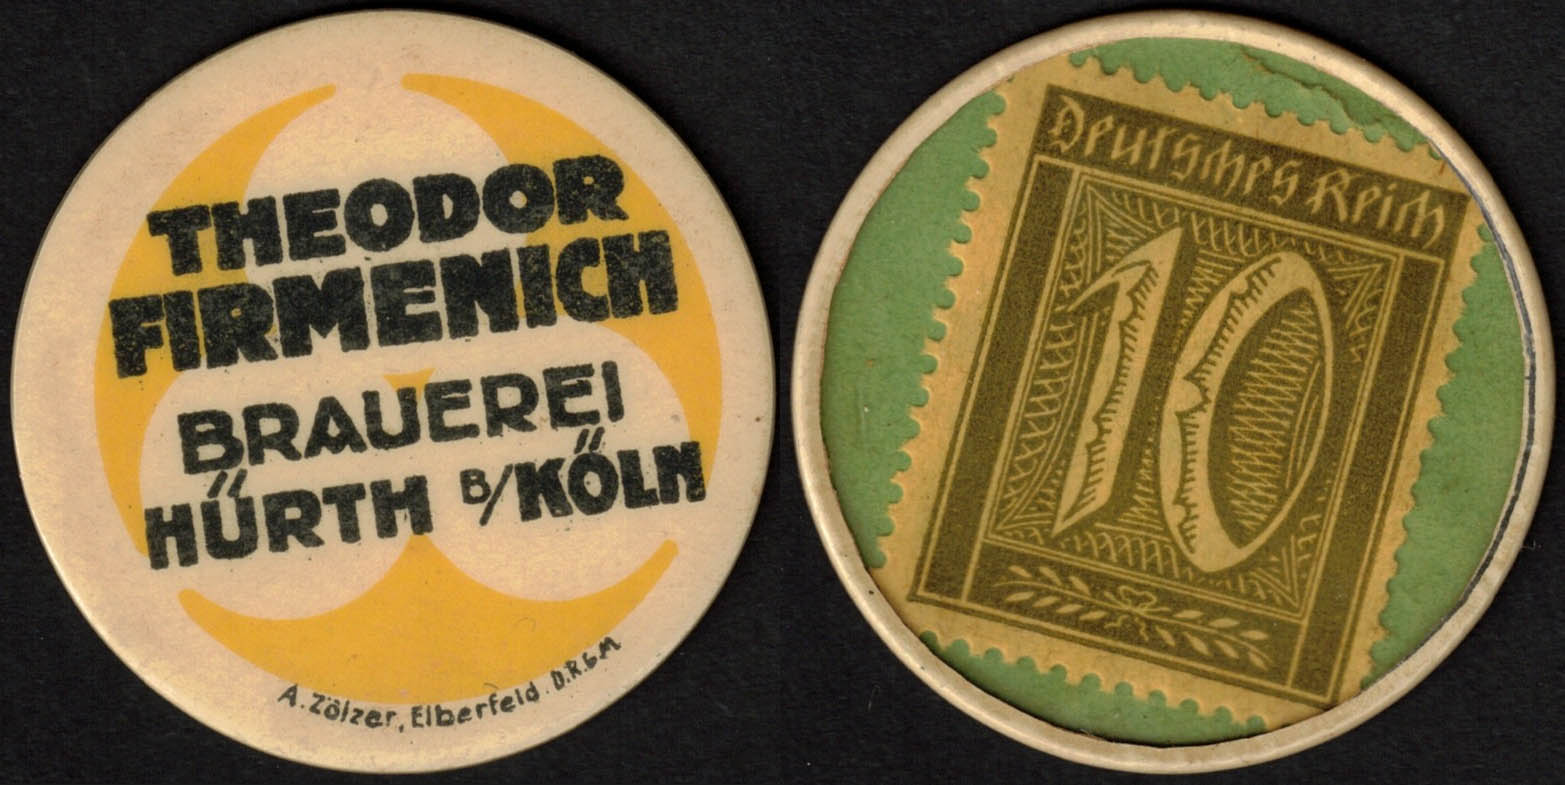 THEODOR
FIRMENICH
BRAUEREI
HÜRTH B/KÖLN
A. Zölzer, Elberfeld. D.R.G.M
Deutsches Reich
10